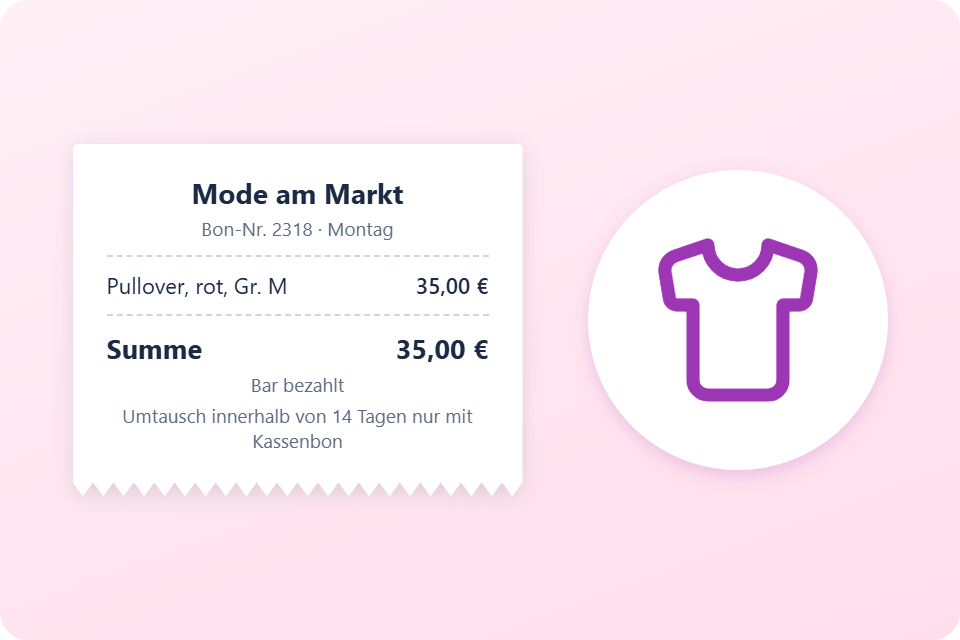 Mode am Markt
Bon-Nr. 2318 · Montag
Pullover, rot, Gr. M 35,00 €
Summe 35,00 €
Bar bezahlt
Umtausch innerhalb von 14 Tagen nur mit
Kassenbon